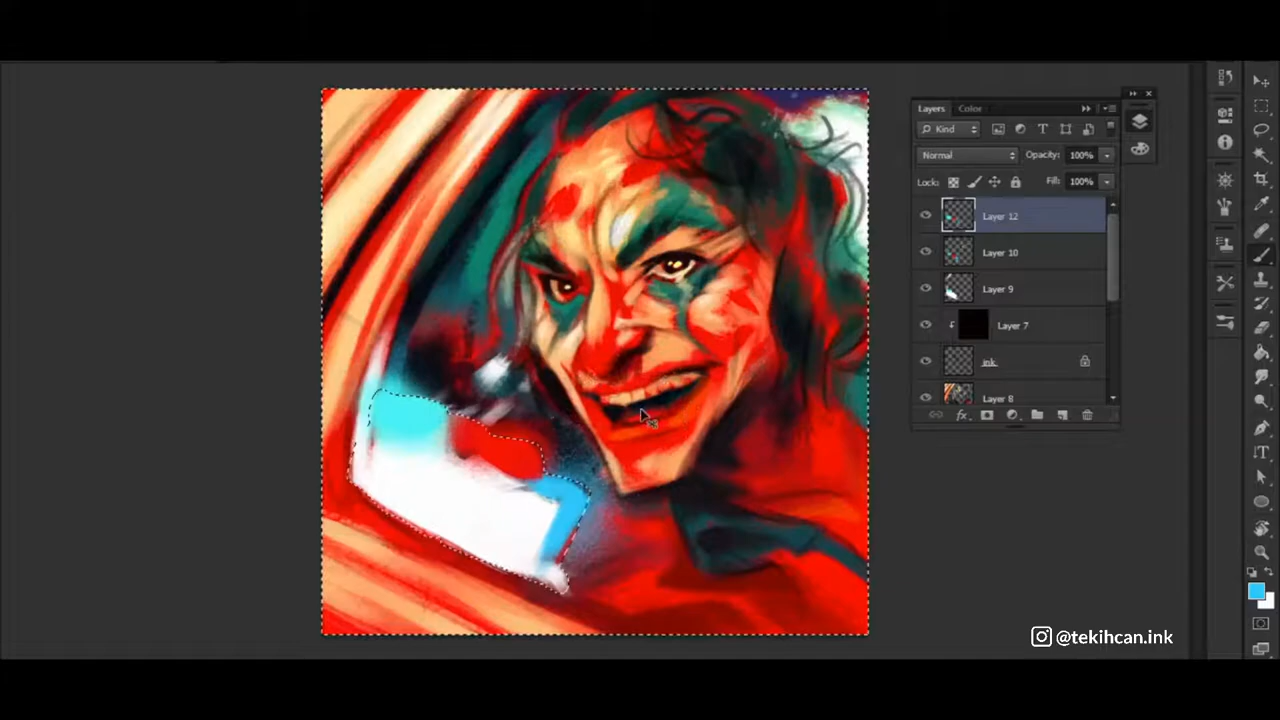 Layers Color
Kind
Normal Opacity: 100%
Lock: Fill: 100%
Layer 12
Layer 10
Layer 9
Layer 7
ink
Layer 8
fx
@tekihcan.ink